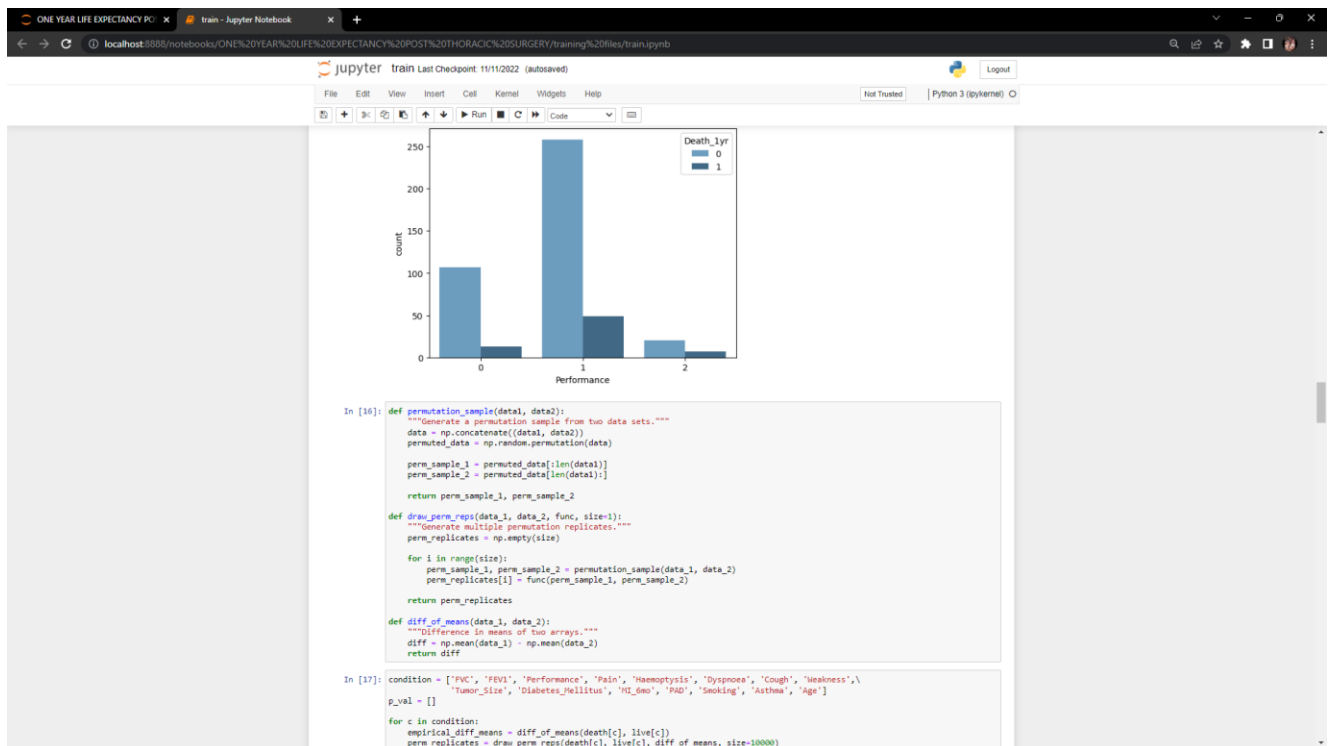 ONE YEAR LIFE EXPECTANCY PO
train - Jupyter Notebook
localhost:8888/notebooks/ONE%20YEAR%20LIFE%20EXPECTANCY%20POST%20THORACIC%20SURGERY/training%20files/train.ipynb
jupyter train Last Checkpoint: 11/11/2022 (autosaved)
Logout
File Edit View Insert Cell Kernel Widgets Help
Not Trusted
Python 3 (ipykernel)
Run
Code
Death_1yr
0
1
250
200
150
100
50
0
count
0 1 2
Performance
In [16]: def permutation_sample(data1, data2):
"""Generate a permutation sample from two data sets."""
data = np.concatenate((data1, data2))
permuted_data = np.random.permutation(data)
perm_sample_1 = permuted_data[:len(data1)]
perm_sample_2 = permuted_data[len(data1):]
return perm_sample_1, perm_sample_2
def draw_perm_reps(data_1, data_2, func, size=1):
"""Generate multiple permutation replicates."""
perm_replicates = np.empty(size)
for i in range(size):
perm_sample_1, perm_sample_2 = permutation_sample(data_1, data_2)
perm_replicates[i] = func(perm_sample_1, perm_sample_2)
return perm_replicates
def diff_of_means(data_1, data_2):
"""Difference in means of two arrays."""
diff = np.mean(data_1) - np.mean(data_2)
return diff
In [17]: condition = ['FVC', 'FEV1', 'Performance', 'Pain', 'Haemoptysis', 'Dyspnoea', 'Cough', 'Weakness',\
'Tumor_Size', 'Diabetes_Mellitus', 'MI_6mo', 'PAD', 'Smoking', 'Asthma', 'Age']
p_val = []
for c in condition:
empirical_diff_means = diff_of_means(death[c], live[c])
perm_replicates = draw_perm_reps(death[c], live[c], diff_of_means, size=10000)